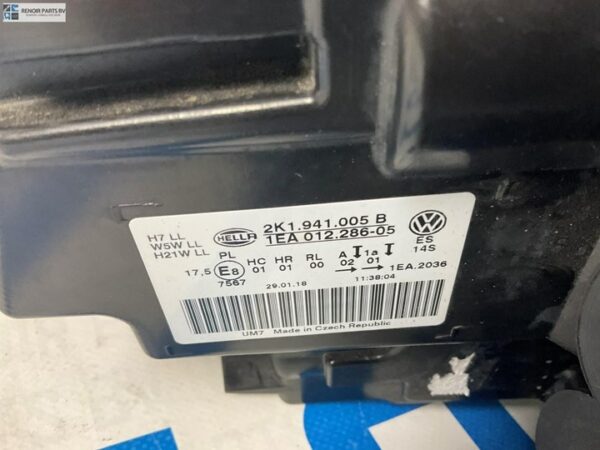 RENOIR PARTS BV
H7 LL
W5W LL
H21W LL
HELLA
2K1.941.005 B
1EA 012.286-05
ES
14S
PL HC HR RL A 1a
17,5 E8 01 01 00 02 01 1EA.2036
7567 29.01.18 11:38:04
UM7 Made in Czech Republic